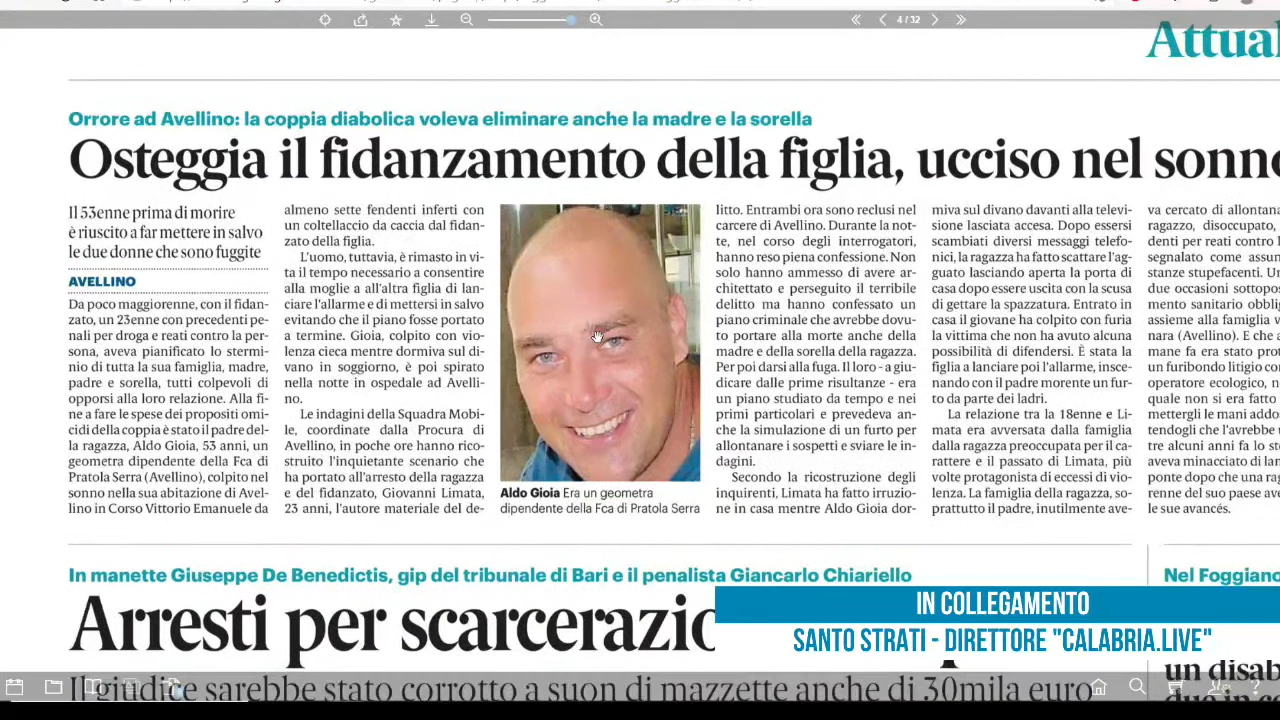 4 / 32
Attual
Orrore ad Avellino: la coppia diabolica voleva eliminare anche la madre e la sorella
Osteggia il fidanzamento della figlia, ucciso nel sonno
Il 53enne prima di morire
è riuscito a far mettere in salvo
le due donne che sono fuggite
AVELLINO
Da poco maggiorenne, con il fidan-
zato, un 23enne con precedenti pe-
nali per droga e reati contro la per-
sona, aveva pianificato lo stermi-
nio di tutta la sua famiglia, madre,
padre e sorella, tutti colpevoli di
opporsi alla loro relazione. Alla fi-
ne a fare le spese dei propositi omi-
cidi della coppia è stato il padre del-
la ragazza, Aldo Gioia, 53 anni, un
geometra dipendente della Fca di
Pratola Serra (Avellino), colpito nel
sonno nella sua abitazione di Avel-
lino in Corso Vittorio Emanuele da
almeno sette fendenti inferti con
un coltellaccio da caccia dal fidan-
zato della figlia.
L'uomo, tuttavia, è rimasto in vi-
ta il tempo necessario a consentire
alla moglie a all'altra figlia di lan-
ciare l'allarme e di mettersi in salvo
evitando che il piano fosse portato
a termine. Gioia, colpito con vio-
lenza cieca mentre dormiva sul di-
vano in soggiorno, è poi spirato
nella notte in ospedale ad Avelli-
no.
Le indagini della Squadra Mobi-
le, coordinate dalla Procura di
Avellino, in poche ore hanno rico-
struito l'inquietante scenario che
ha portato all'arresto della ragazza
e del fidanzato, Giovanni Limata,
23 anni, l'autore materiale del de-
Aldo Gioia Era un geometra
dipendente della Fca di Pratola Serra
litto. Entrambi ora sono reclusi nel
carcere di Avellino. Durante la not-
te, nel corso degli interrogatori,
hanno reso piena confessione. Non
solo hanno ammesso di avere ar-
chitettato e perseguito il terribile
delitto ma hanno confessato un
piano criminale che avrebbe dovu-
to portare alla morte anche della
madre e della sorella della ragazza.
Per poi darsi alla fuga. Il loro - a giu-
dicare dalle prime risultanze - era
un piano studiato da tempo e nei
primi particolari e prevedeva an-
che la simulazione di un furto per
allontanare i sospetti e sviare le in-
dagini.
Secondo la ricostruzione degli
inquirenti, Limata ha fatto irruzio-
ne in casa mentre Aldo Gioia dor-
miva sul divano davanti alla televi-
sione lasciata accesa. Dopo essersi
scambiati diversi messaggi telefo-
nici, la ragazza ha fatto scattare l'ag-
guato lasciando aperta la porta di
casa dopo essere uscita con la scusa
di gettare la spazzatura. Entrato in
casa il giovane ha colpito con furia
la vittima che non ha avuto alcuna
possibilità di difendersi. È stata la
figlia a lanciare poi l'allarme, insce-
nando con il padre morente un fur-
to da parte dei ladri.
La relazione tra la 18enne e Li-
mata era avversata dalla famiglia
dalla ragazza preoccupata per il ca-
rattere e il passato di Limata, più
volte protagonista di eccessi di vio-
lenza. La famiglia della ragazza, so-
prattutto il padre, inutilmente ave-
va cercato di allontana
ragazzo, disoccupato,
denti per reati contro l
segnalato come assun
stanze stupefacenti. Un
due occasioni sottopos
mento sanitario obblig
assieme alla famiglia v
nara (Avellino). E che
mane fa era stato prot
un furibondo litigio co
operatore ecologico, n
quale non si era fatto
mettergli le mani addo
tendogli che l'avrebbe u
tre alcuni anni fa lo ste
aveva minacciato di lan
ponte dopo che una rag
renne del suo paese ave
le sue avancés.
In manette Giuseppe De Benedictis, gip del tribunale di Bari e il penalista Giancarlo Chiariello
Arresti per scarcerazio
Il giudice sarebbe stato corrotto a suon di mazzette anche di 30mila euro
Nel Foggiano
un disab
IN COLLEGAMENTO
SANTO STRATI - DIRETTORE "CALABRIA.LIVE"